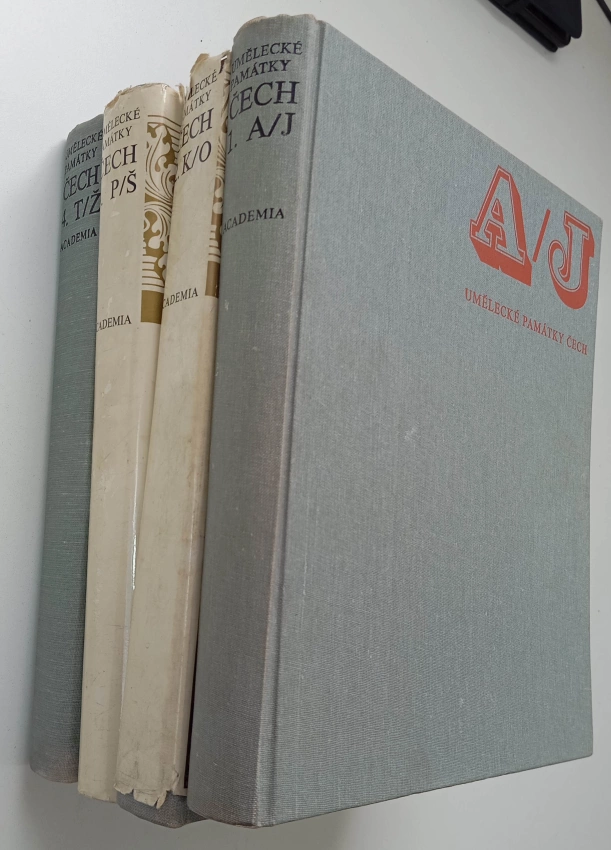 UMĚLECKÉ
PAMÁTKY
ČECH
4. T/Ž
ACADEMIA
UMĚLECKÉ
PAMÁTKY
ČECH
P/Š
ACADEMIA
UMĚLECKÉ
PAMÁTKY
ČECH
K/O
ACADEMIA
UMĚLECKÉ
PAMÁTKY
ČECH
1. A/J
ACADEMIA
A/J
UMĚLECKÉ PAMÁTKY ČECH